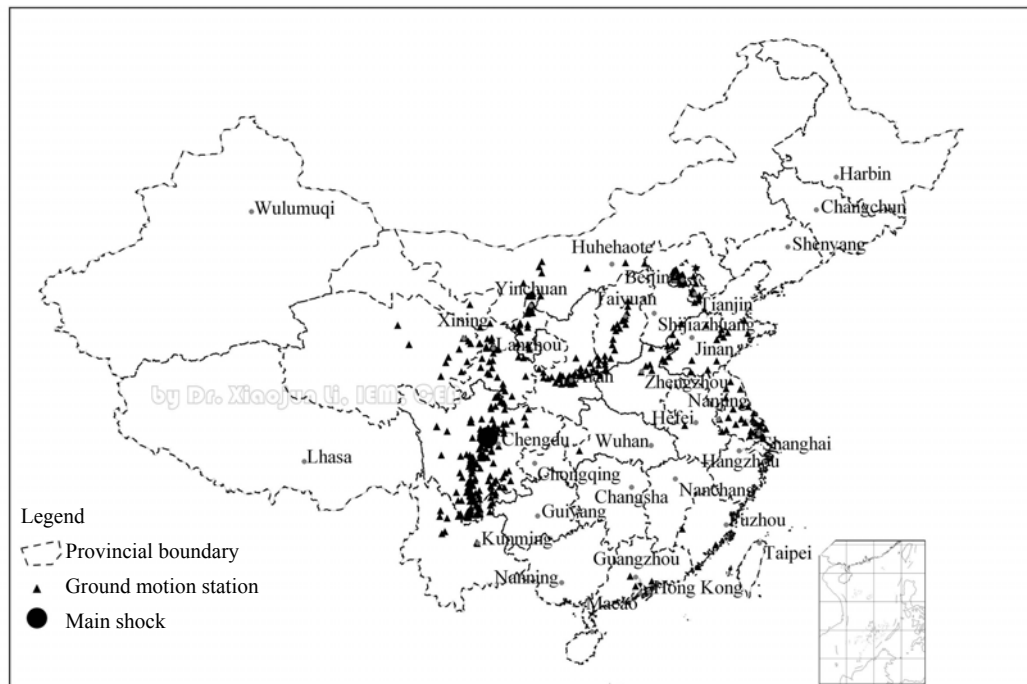 Harbin
Wulumuqi
Changchun
Shenyang
Huhehaote
Beijing
Yinchuan
Taiyuan
Tianjin
Xining
Shijiazhuang
Lanzhou
Jinan
by Dr. Xiaojun Li, IEM, CEA
Zhengzhou
Nanjing
Hefei
Chengdu
Wuhan
Shanghai
Hangzhou
Lhasa
Chongqing
Changsha
Nanchang
Guiyang
Fuzhou
Kunming
Taipei
Guangzhou
Nanning
Hong Kong
Macao
Legend
Provincial boundary
Ground motion station
Main shock